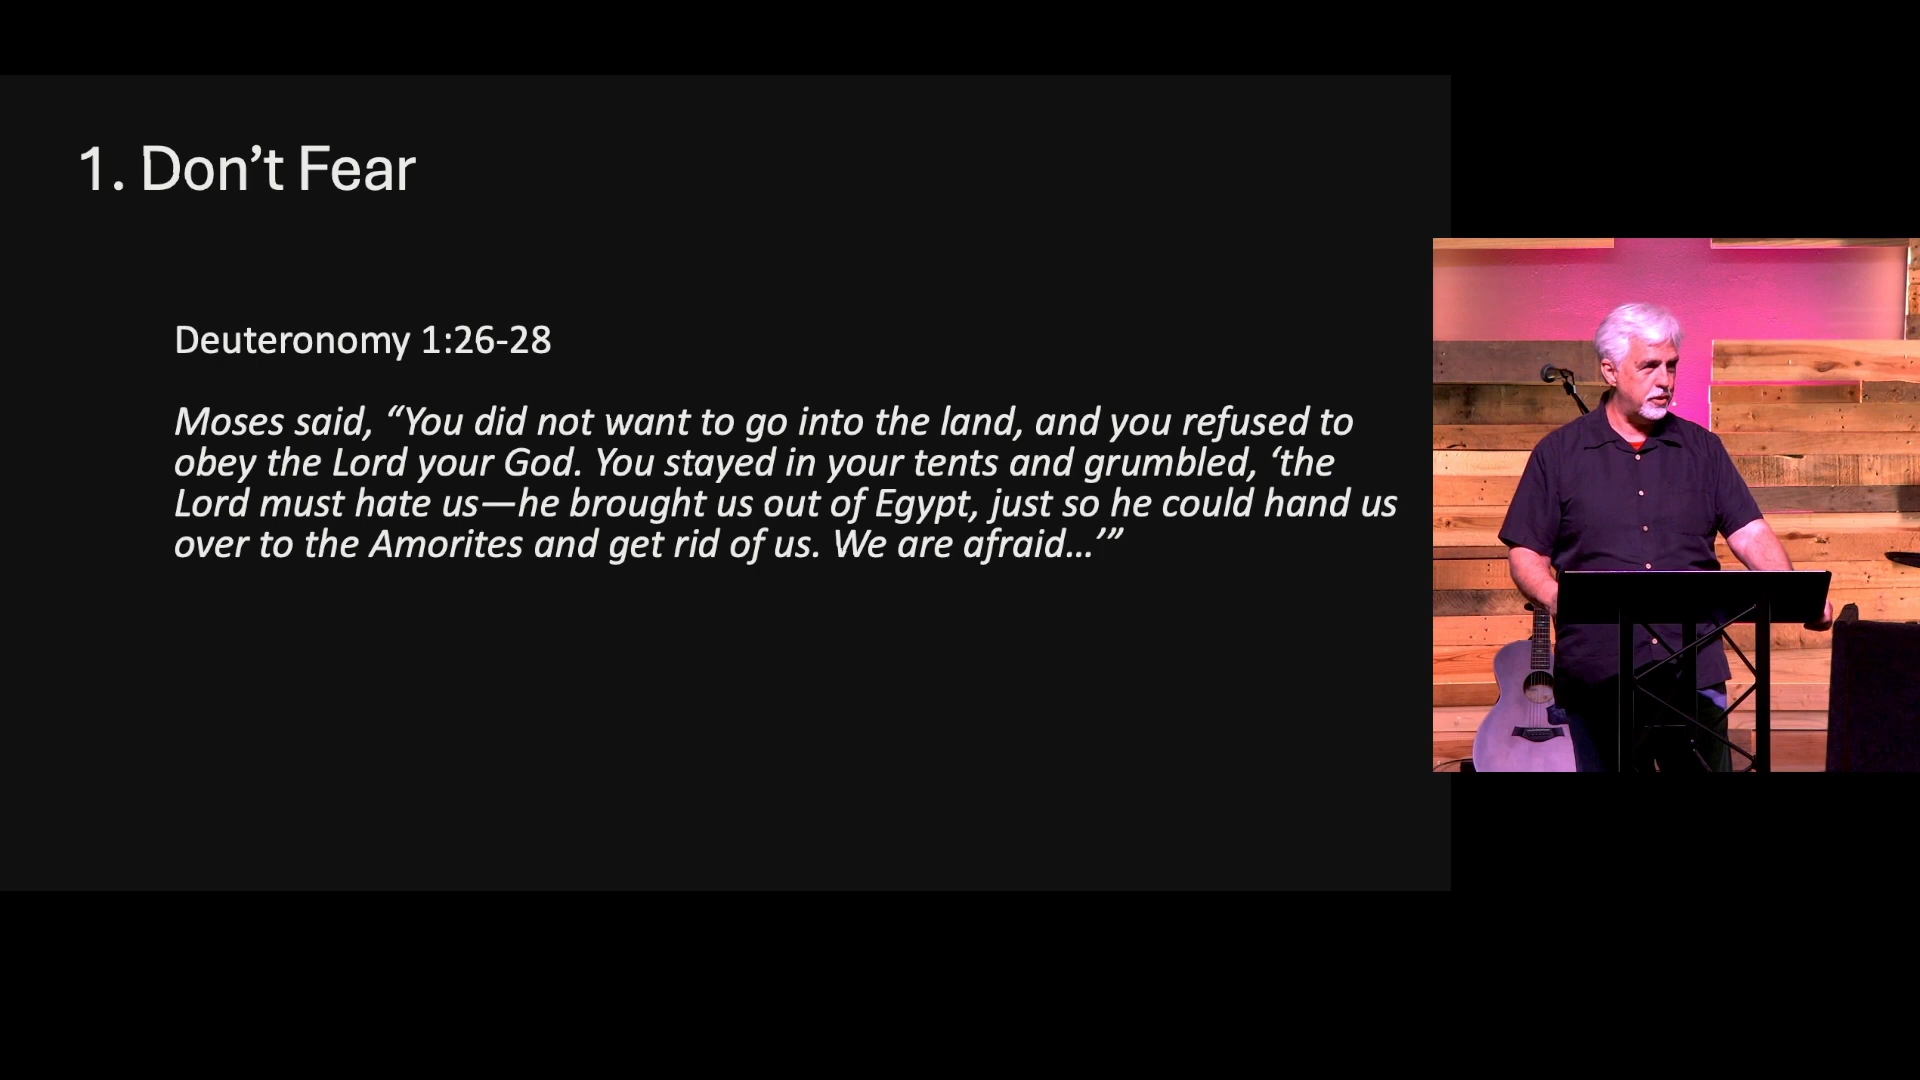 1. Don’t Fear
Deuteronomy 1:26-28
Moses said, “You did not want to go into the land, and you refused to
obey the Lord your God. You stayed in your tents and grumbled, ‘the
Lord must hate us—he brought us out of Egypt, just so he could hand us
over to the Amorites and get rid of us. We are afraid…’”